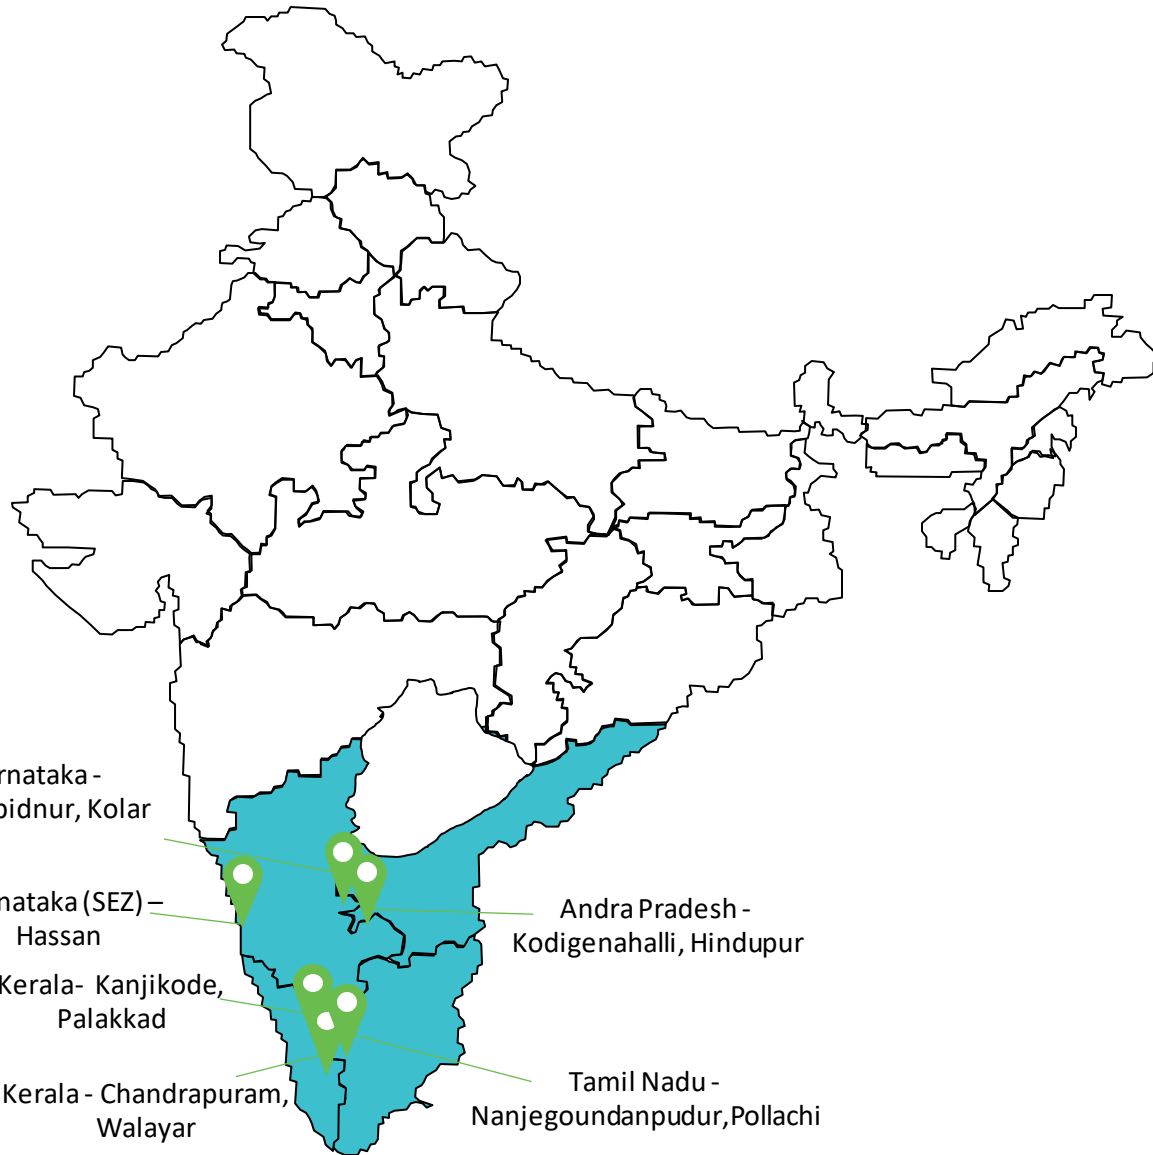 rnataka -
bidnur, Kolar
nataka (SEZ) –
Hassan
Kerala- Kanjikode,
Palakkad
Kerala - Chandrapuram,
Walayar
Andra Pradesh -
Kodigenahalli, Hindupur
Tamil Nadu -
Nanjegoundanpudur, Pollachi